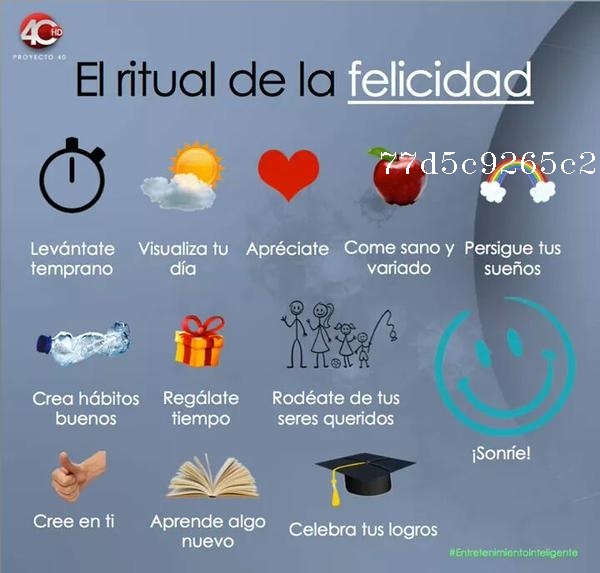 40 HD
PROYECTO 40
El ritual de la felicidad
77d5c9265c2
Levántate
temprano
Visualiza tu
día
Apréciate
Come sano y
variado
Persigue tus
sueños
Crea hábitos
buenos
Regálate
tiempo
Rodéate de tus
seres queridos
¡Sonríe!
Cree en ti
Aprende algo
nuevo
Celebra tus logros
#EntretenimientoInteligente